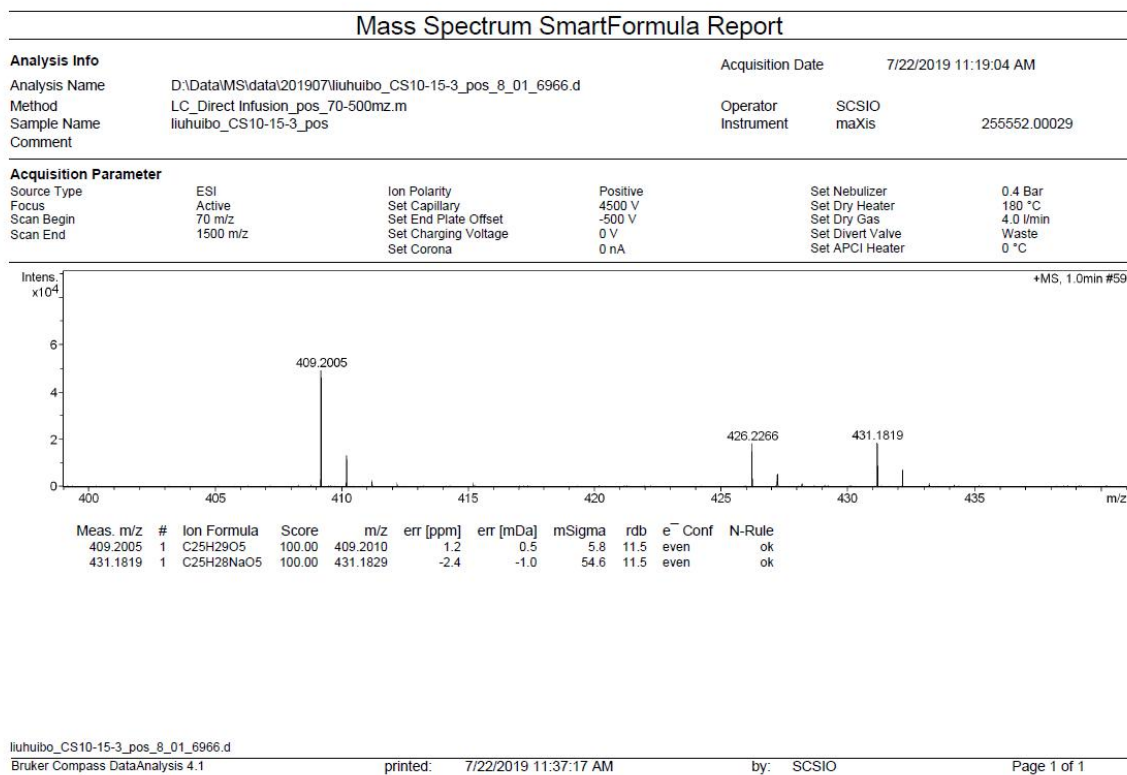 Mass Spectrum SmartFormula Report
Analysis Info
Acquisition Date 7/22/2019 11:19:04 AM
Analysis Name D:\Data\MS\data\201907\liuhuibo_CS10-15-3_pos_8_01_6966.d
Method LC_Direct Infusion_pos_70-500mz.m Operator SCSIO
Sample Name liuhuibo_CS10-15-3_pos Instrument maXis 255552.00029
Comment
Acquisition Parameter
Source Type ESI Ion Polarity Positive Set Nebulizer 0.4 Bar
Focus Active Set Capillary 4500 V Set Dry Heater 180 °C
Scan Begin 70 m/z Set End Plate Offset -500 V Set Dry Gas 4.0 l/min
Scan End 1500 m/z Set Charging Voltage 0 V Set Divert Valve Waste
Set Corona 0 nA Set APCI Heater 0 °C
Intens. +MS, 1.0min #59
x10⁴
6
409.2005
4
2 426.2266 431.1819
0
400 405 410 415 420 425 430 435 m/z
Meas. m/z # Ion Formula Score m/z err [ppm] err [mDa] mSigma rdb e⁻ Conf N-Rule
409.2005 1 C25H29O5 100.00 409.2010 1.2 0.5 5.8 11.5 even ok
431.1819 1 C25H28NaO5 100.00 431.1829 -2.4 -1.0 54.6 11.5 even ok
liuhuibo_CS10-15-3_pos_8_01_6966.d
Bruker Compass DataAnalysis 4.1 printed: 7/22/2019 11:37:17 AM by: SCSIO Page 1 of 1